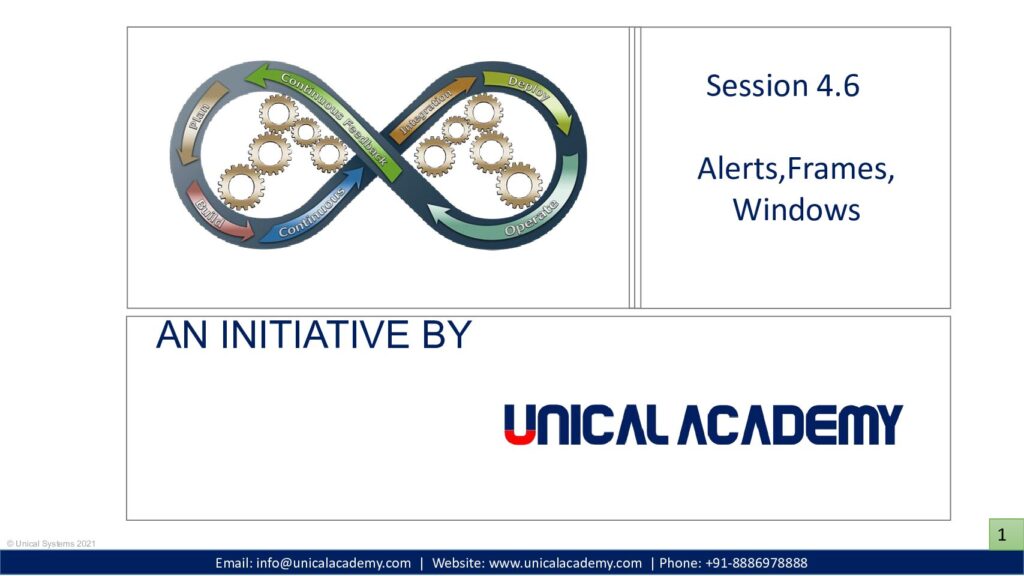 Plan
Build
Continuous
Continuous Feedback
Integration
Deploy
Operate
Session 4.6
Alerts,Frames,
Windows
AN INITIATIVE BY
UNICAL ACADEMY
1
© Unical Systems 2021
Email: info@unicalacademy.com | Website: www.unicalacademy.com | Phone: +91-8886978888